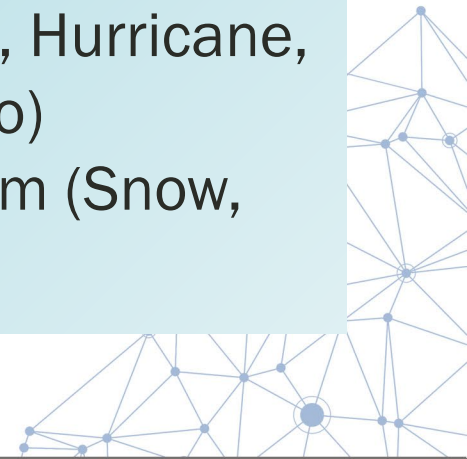 , Hurricane,
o)
m (Snow,